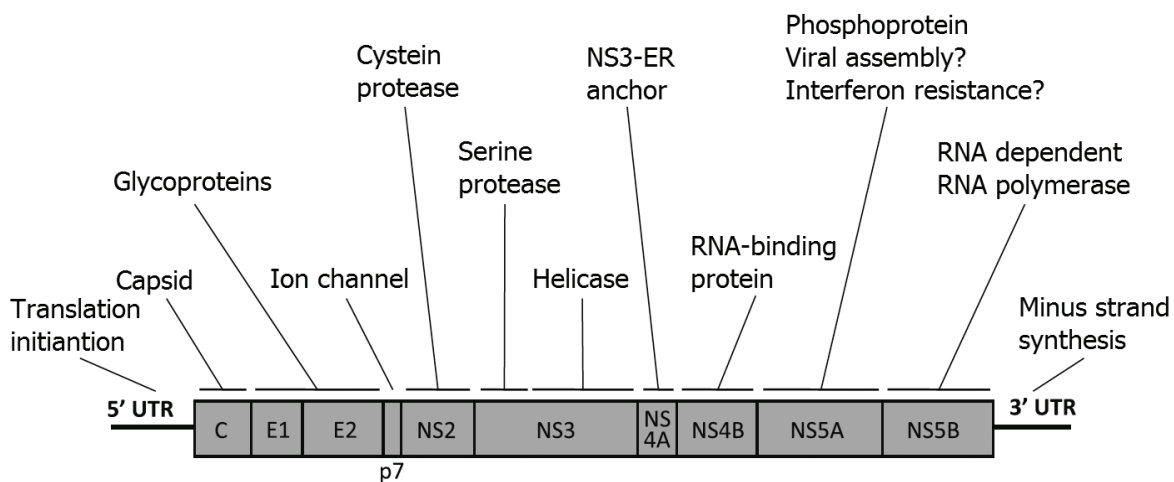 Phosphoprotein
Viral assembly?
Interferon resistance?
Cystein
protease
NS3-ER
anchor
Serine
protease
RNA dependent
RNA polymerase
Glycoproteins
RNA-binding
protein
Capsid
Ion channel
Helicase
Translation
initiantion
Minus strand
synthesis
5' UTR
3' UTR
C
E1
E2
p7
NS2
NS3
NS
4A
NS4B
NS5A
NS5B